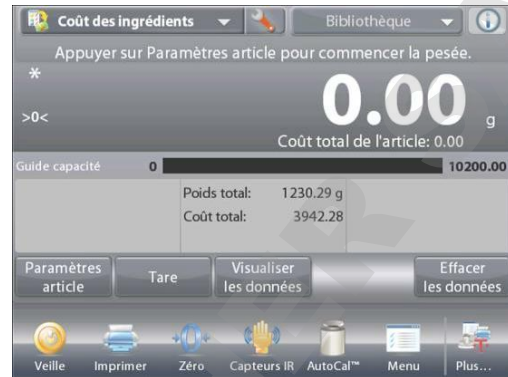 Coût des ingrédients
Bibliothèque
Appuyer sur Paramètres article pour commencer la pesée.
*
>0<
0.00 g
Coût total de l'article: 0.00
Guide capacité 0 10200.00
Poids total: 1230.29 g
Coût total: 3942.28
Paramètres article
Tare
Visualiser les données
Effacer les données
Veille Imprimer Zéro Capteurs IR AutoCal™ Menu Plus...